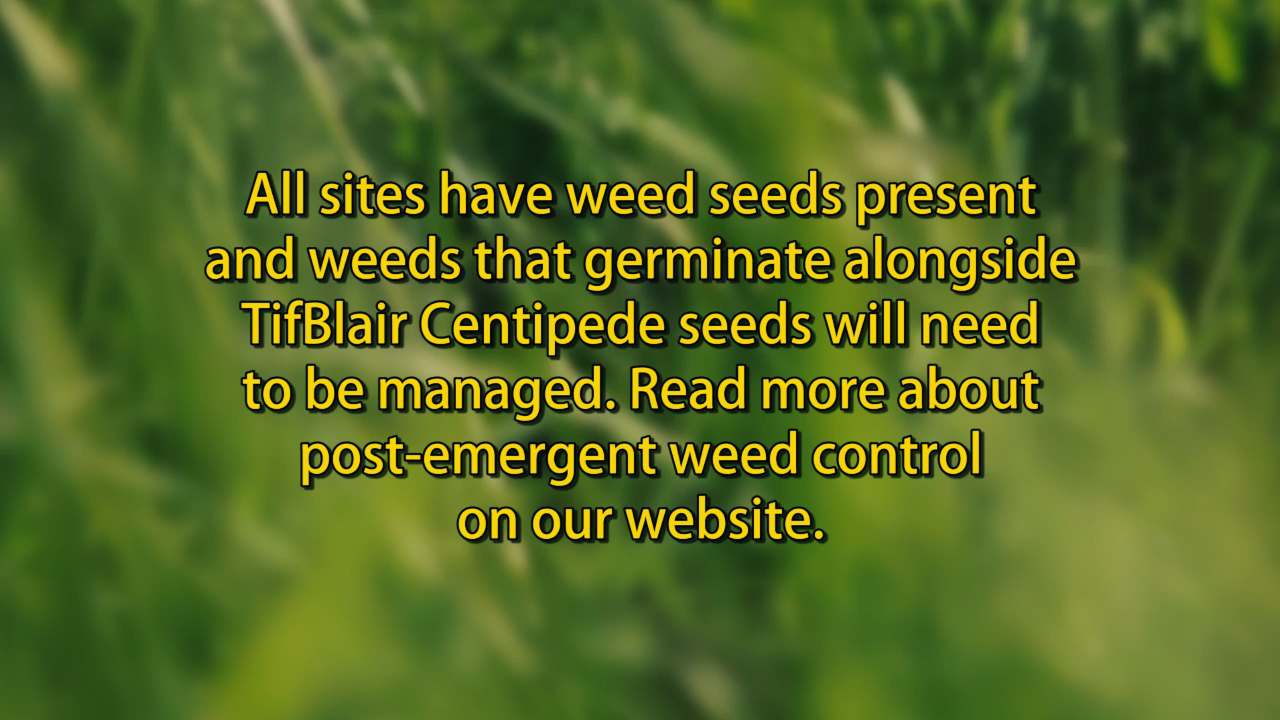 All sites have weed seeds present
and weeds that germinate alongside
TifBlair Centipede seeds will need
to be managed. Read more about
post-emergent weed control
on our website.